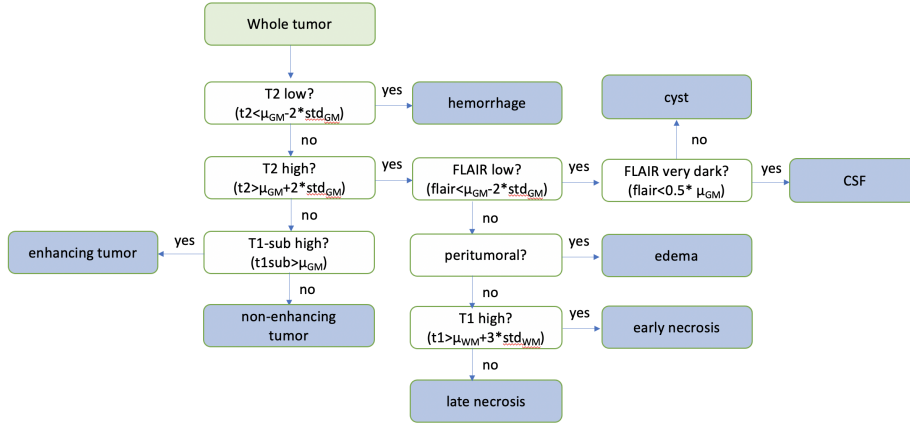 Whole tumor
T2 low?
(t2<μGM-2*stdGM)
yes
hemorrhage
no
T2 high?
(t2>μGM+2*stdGM)
yes
FLAIR low?
(flair<μGM-2*stdGM)
yes
FLAIR very dark?
(flair<0.5* μGM)
no
cyst
yes
CSF
no
T1-sub high?
(t1sub>μGM)
yes
enhancing tumor
no
non-enhancing
tumor
no
peritumoral?
yes
edema
no
T1 high?
(t1>μWM+3*stdWM)
yes
early necrosis
no
late necrosis